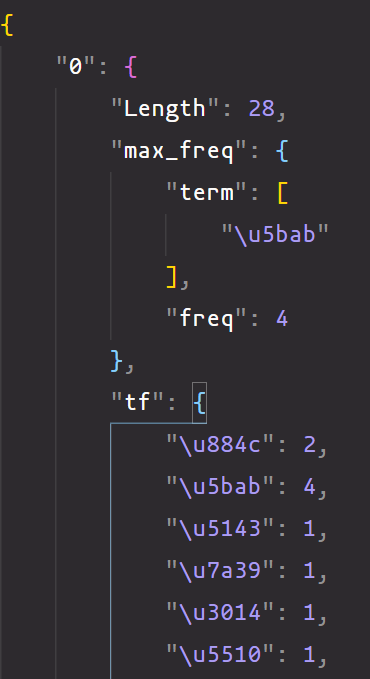 {
"0": {
"Length": 28,
"max_freq": {
"term": [
"\u5bab"
],
"freq": 4
},
"tf": {
"\u884c": 2,
"\u5bab": 4,
"\u5143": 1,
"\u7a39": 1,
"\u3014": 1,
"\u5510": 1,